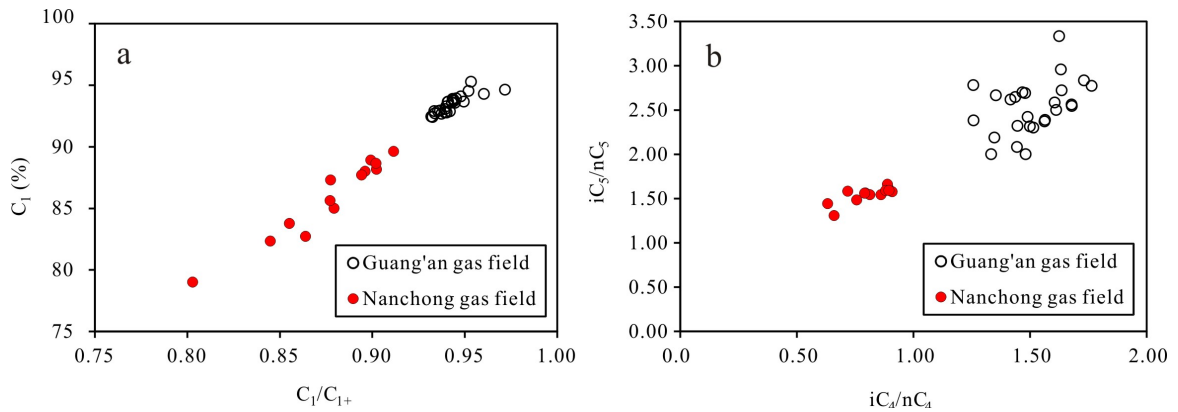 a
C₁ (%)
100
95
90
85
80
75
0.75 0.80 0.85 0.90 0.95 1.00
C₁/C₁₊
Guang'an gas field
Nanchong gas field
b
iC₅/nC₅
3.50
3.00
2.50
2.00
1.50
1.00
0.50
0.00
0.0 0.50 1.00 1.50 2.00
iC₄/nC₄
Guang'an gas field
Nanchong gas field